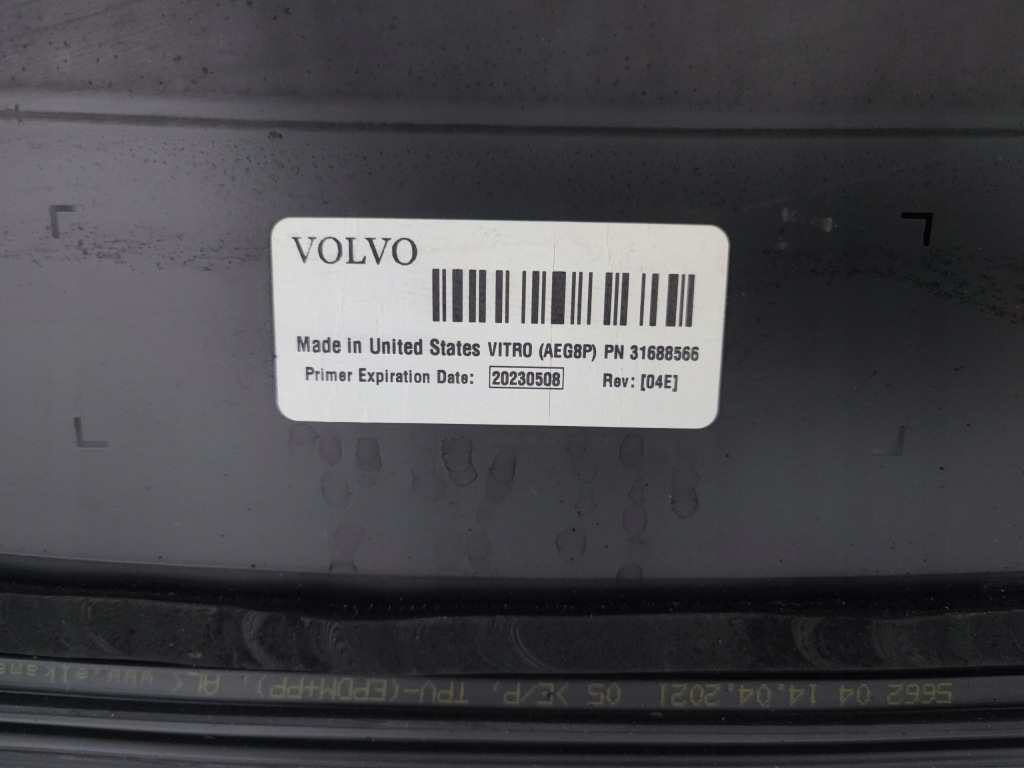 VOLVO
Made in United States VITRO (AEG8P) PN 31688566
Primer Expiration Date: 20230508 Rev: [04E]
5662 04 14.04.2021 05 >E/P, TPV-(EPDM+PP) AL<